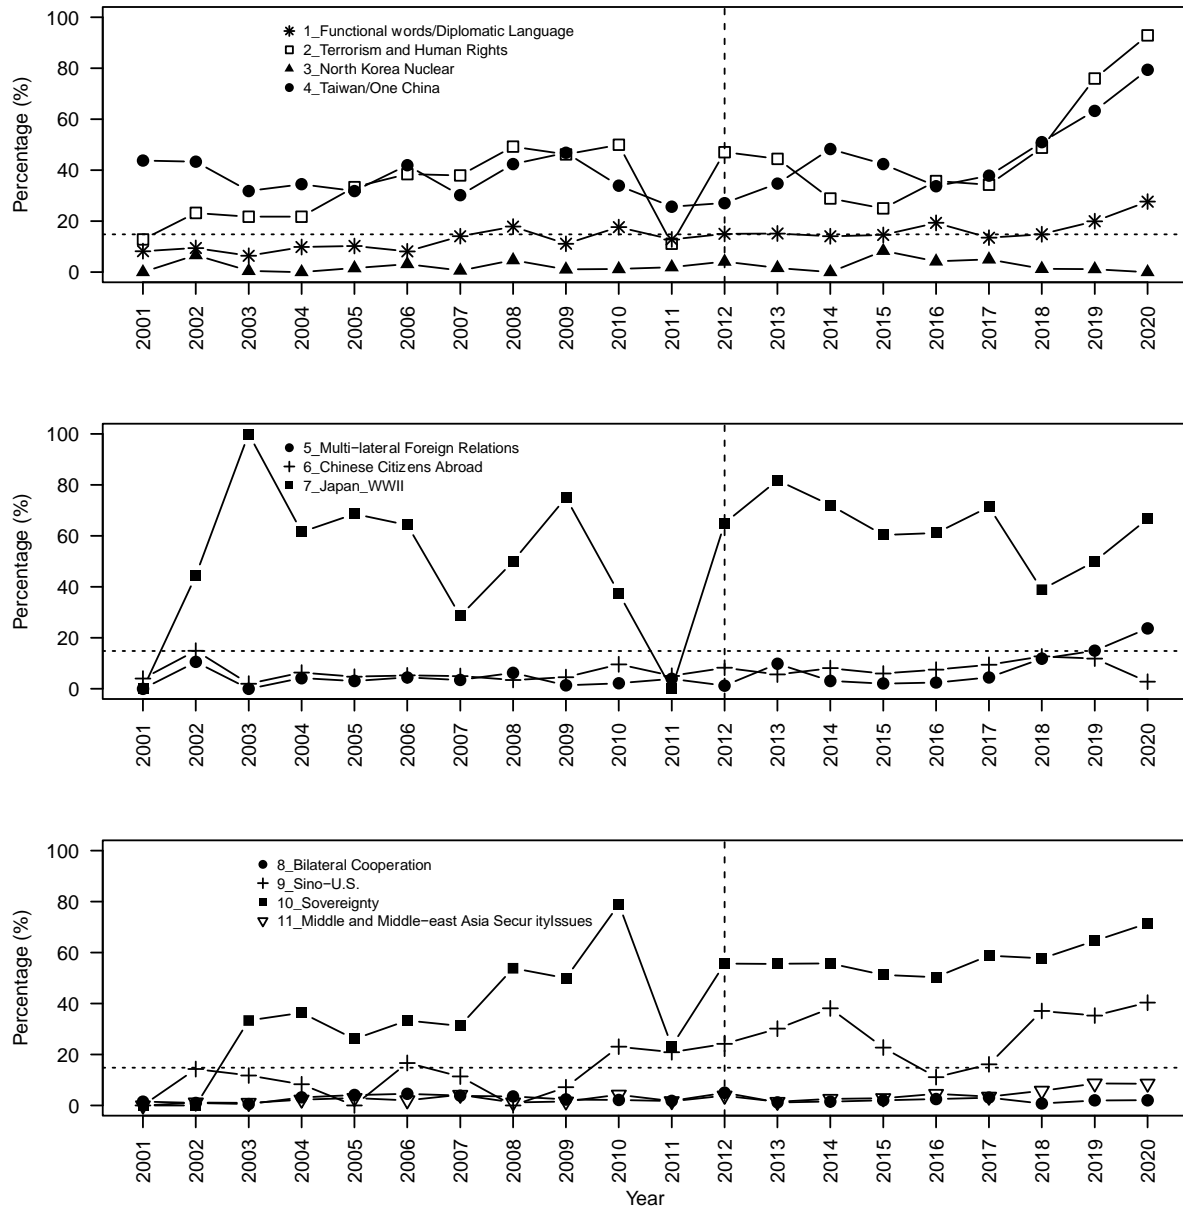 100
80
60
40
20
0
Percentage (%)
1_Functional words/Diplomatic Language
2_Terrorism and Human Rights
3_North Korea Nuclear
4_Taiwan/One China
2001 2002 2003 2004 2005 2006 2007 2008 2009 2010 2011 2012 2013 2014 2015 2016 2017 2018 2019 2020
100
80
60
40
20
0
Percentage (%)
5_Multi−lateral Foreign Relations
6_Chinese Citizens Abroad
7_Japan_WWII
2001 2002 2003 2004 2005 2006 2007 2008 2009 2010 2011 2012 2013 2014 2015 2016 2017 2018 2019 2020
100
80
60
40
20
0
Percentage (%)
8_Bilateral Cooperation
9_Sino−U.S.
10_Sovereignty
11_Middle and Middle−east Asia Secur ityIssues
2001 2002 2003 2004 2005 2006 2007 2008 2009 2010 2011 2012 2013 2014 2015 2016 2017 2018 2019 2020
Year